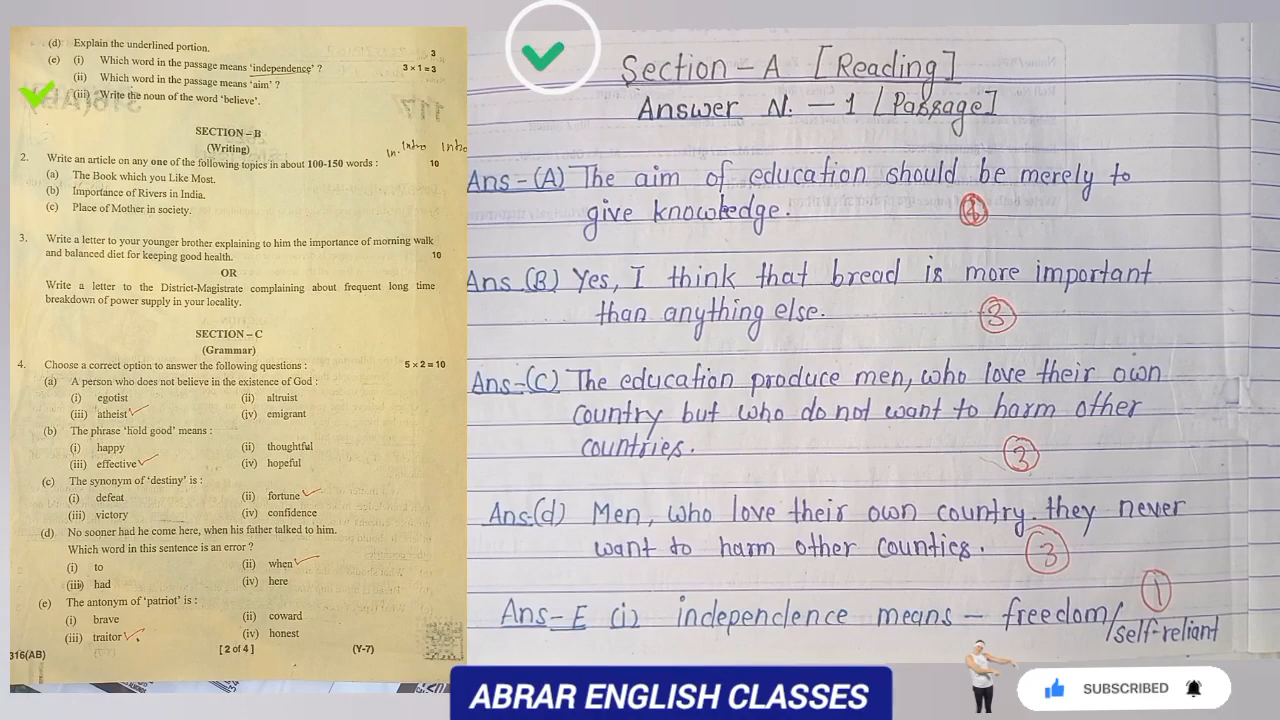 (d) Explain the underlined portion. 3
(e) (i) Which word in the passage means 'independence' ? 3 × 1 = 3
(ii) Which word in the passage means 'aim' ?
(iii) Write the noun of the word 'believe'.
SECTION – B
(Writing)
2. Write an article on any one of the following topics in about 100-150 words : 10
(a) The Book which you Like Most.
(b) Importance of Rivers in India.
(c) Place of Mother in society.
3. Write a letter to your younger brother explaining to him the importance of morning walk
and balanced diet for keeping good health. 10
OR
Write a letter to the District-Magistrate complaining about frequent long time
breakdown of power supply in your locality.
SECTION – C
(Grammar)
4. Choose a correct option to answer the following questions : 5 × 2 = 10
(a) A person who does not believe in the existence of God :
(i) egotist (ii) altruist
(iii) atheist (iv) emigrant
(b) The phrase 'hold good' means :
(i) happy (ii) thoughtful
(iii) effective (iv) hopeful
(c) The synonym of 'destiny' is :
(i) defeat (ii) fortune
(iii) victory (iv) confidence
(d) No sooner had he come here, when his father talked to him.
Which word in this sentence is an error ?
(i) to (ii) when
(iii) had (iv) here
(e) The antonym of 'patriot' is :
(i) brave (ii) coward
(iii) traitor (iv) honest
316(AB) [ 2 of 4 ] (Y-7)
Section – A [Reading]
Answer N. – 1 [Passage]
Ans – (A) The aim of education should be merely to
give knowledge.
Ans (B) Yes, I think that bread is more important
than anything else. 3
Ans – (C) The education produce men, who love their own
country but who do not want to harm other
countries. 3
Ans. (d) Men, who love their own country. they never
want to harm other counties. 3
Ans – E (i) independence means – freedom/ 1
self-reliant
ABRAR ENGLISH CLASSES
SUBSCRIBED